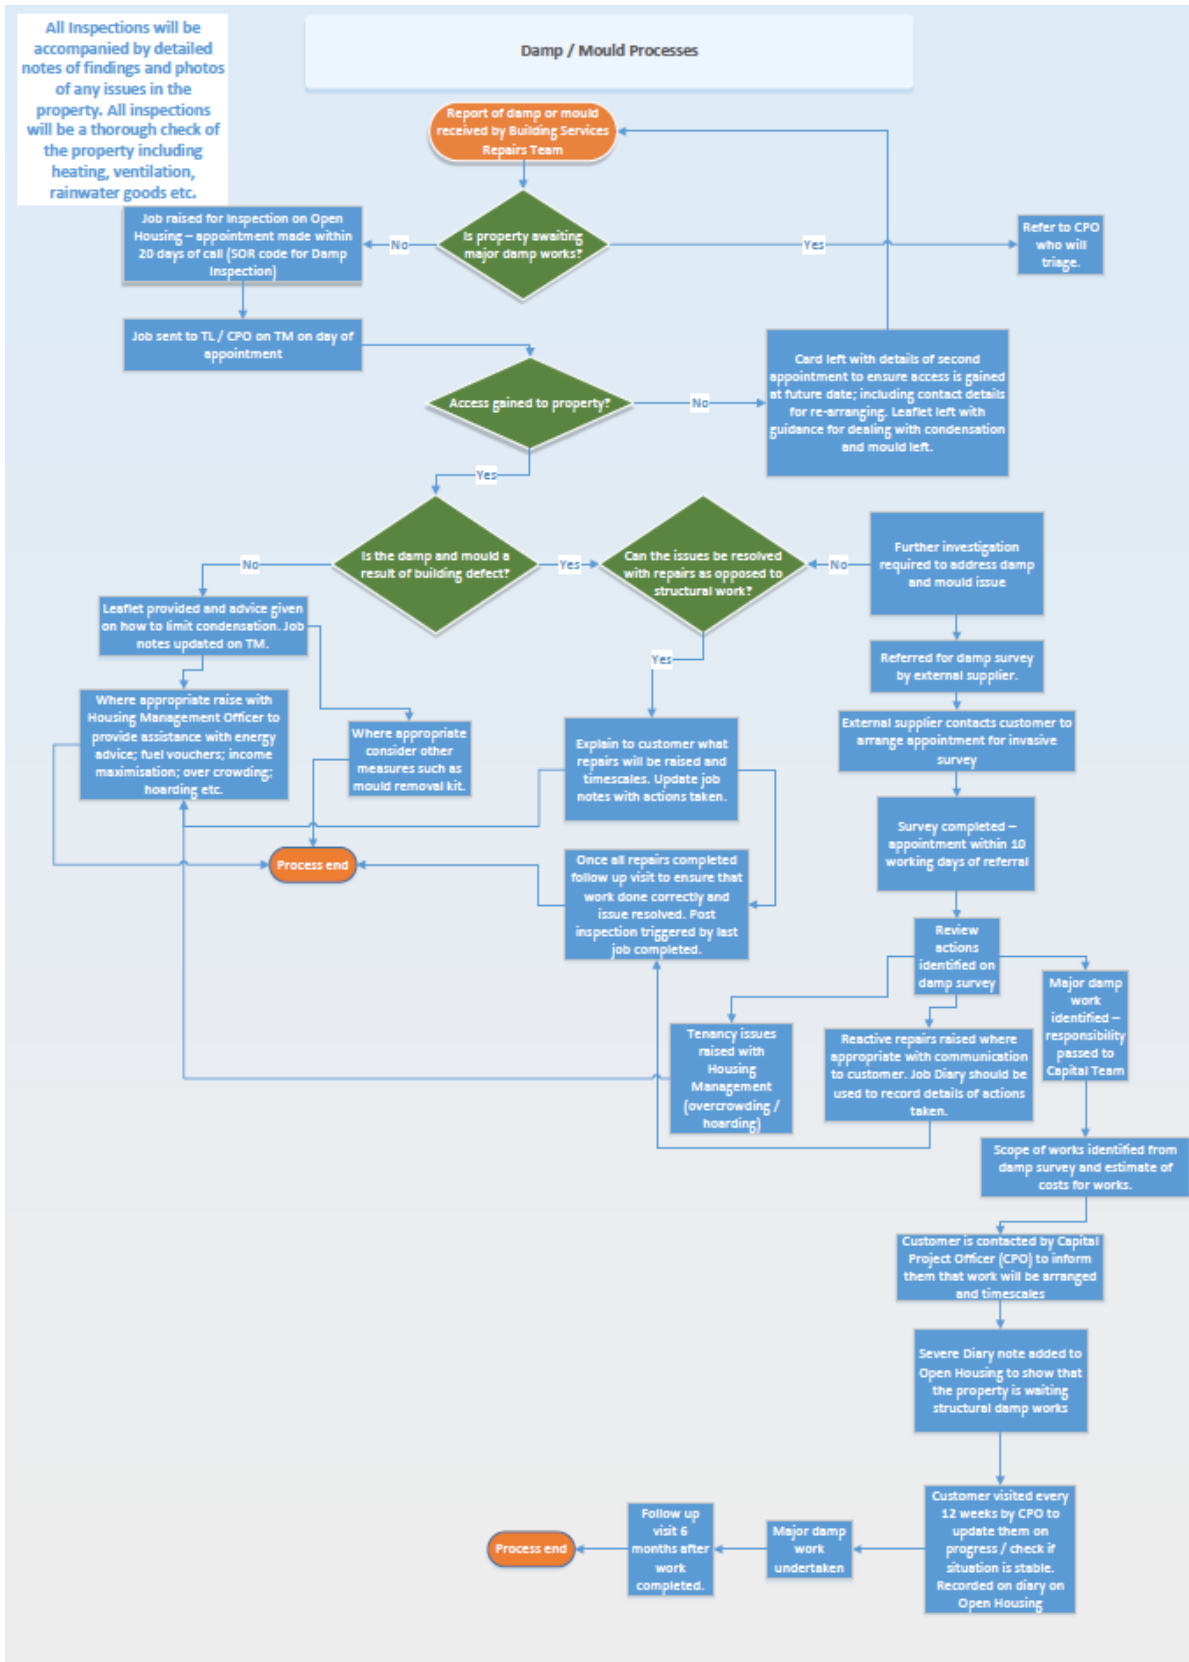 All Inspections will be
accompanied by detailed
notes of findings and photos
of any issues in the
property. All inspections
will be a thorough check of
the property including
heating, ventilation,
rainwater goods etc.
Damp / Mould Processes
Report of damp or mould
received by Building Services
Repairs Team
Is property awaiting
major damp works?
No
Yes
Job raised for Inspection on Open
Housing – appointment made within
20 days of call (SOR code for Damp
Inspection)
Refer to CPO
who will
triage.
Job sent to TL / CPO on TM on day of
appointment
Access gained to property?
No
Card left with details of second
appointment to ensure access is gained
at future date; including contact details
for re-arranging. Leaflet left with
guidance for dealing with condensation
and mould left.
Yes
Is the damp and mould a
result of building defect?
No
Yes
Can the issues be resolved
with repairs as opposed to
structural work?
No
Further investigation
required to address damp
and mould issue
Leaflet provided and advice given
on how to limit condensation. Job
notes updated on TM.
Yes
Referred for damp survey
by external supplier.
Where appropriate raise with
Housing Management Officer to
provide assistance with energy
advice; fuel vouchers; income
maximisation; over crowding;
hoarding etc.
Where appropriate
consider other
measures such as
mould removal kit.
Explain to customer what
repairs will be raised and
timescales. Update job
notes with actions taken.
External supplier contacts customer to
arrange appointment for invasive
survey
Survey completed –
appointment within 10
working days of referral
Process end
Once all repairs completed
follow up visit to ensure that
work done correctly and
issue resolved. Post
inspection triggered by last
job completed.
Review
actions
identified on
damp survey
Tenancy issues
raised with
Housing
Management
(overcrowding /
hoarding)
Reactive repairs raised where
appropriate with communication
to customer. Job Diary should be
used to record details of actions
taken.
Major damp
work
identified –
responsibility
passed to
Capital Team
Scope of works identified from
damp survey and estimate of
costs for works.
Customer is contacted by Capital
Project Officer (CPO) to inform
them that work will be arranged
and timescales
Severe Diary note added to
Open Housing to show that
the property is waiting
structural damp works
Customer visited every
12 weeks by CPO to
update them on
progress / check if
situation is stable.
Recorded on diary on
Open Housing
Major damp
work
undertaken
Follow up
visit 6
months after
work
completed.
Process end